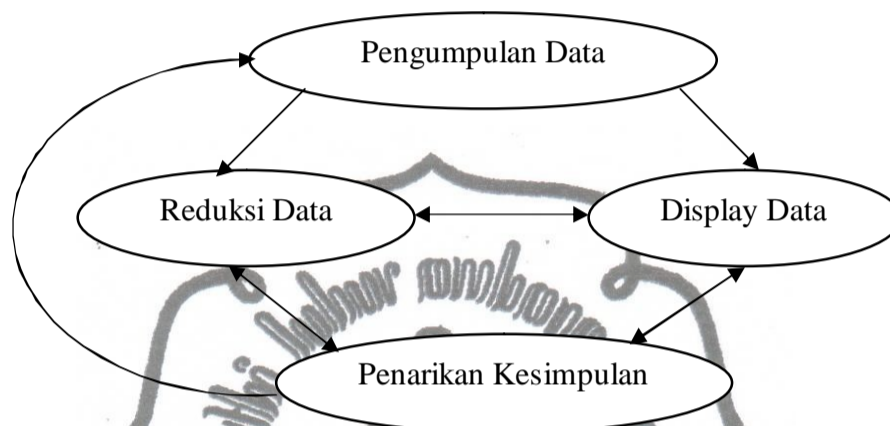 Pengumpulan Data
Reduksi Data
Display Data
Penarikan Kesimpulan